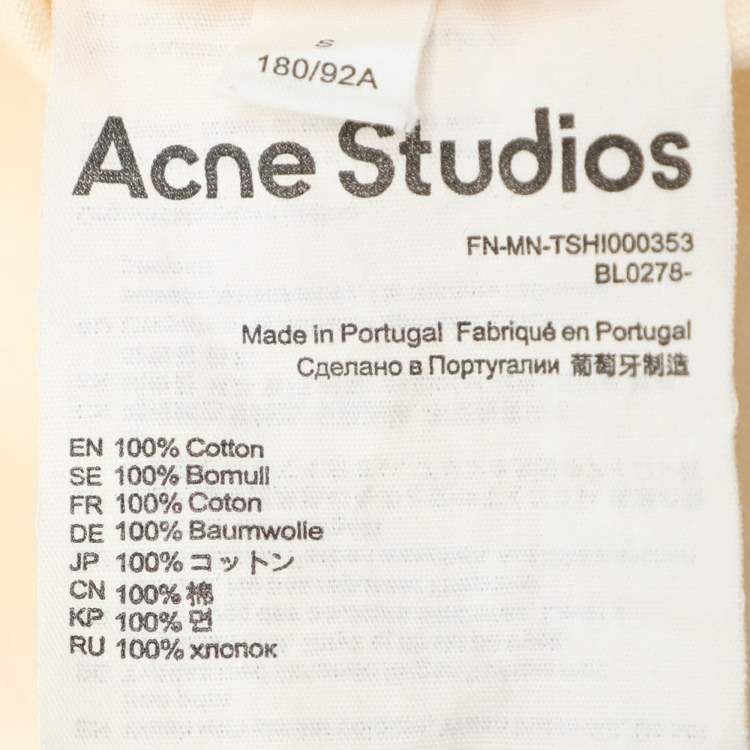 S
180/92A
Acne Studios
FN-MN-TSHI000353
BL0278-
Made in Portugal Fabriqué en Portugal
Сделано в Португалии 葡萄牙制造
EN 100% Cotton
SE 100% Bomull
FR 100% Coton
DE 100% Baumwolle
JP 100% コットン
CN 100% 棉
KP 100% 면
RU 100% хлопок